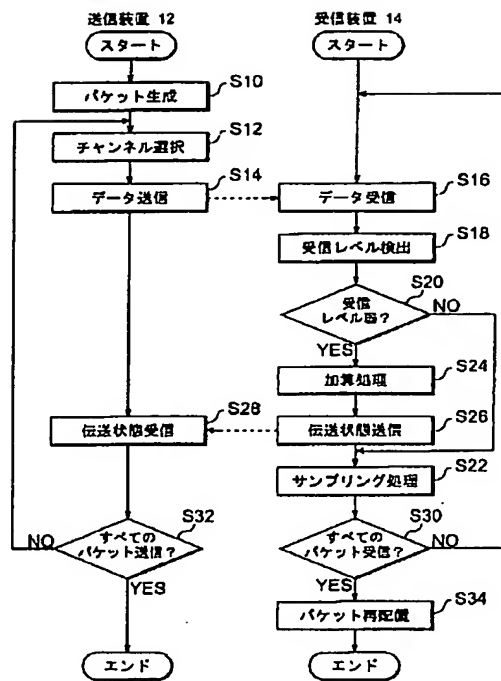 送信装置 12
スタート
パケット生成
S10
チャンネル選択
S12
データ送信
S14
伝送状態受信
S28
すべての
パケット送信?
S32
NO
YES
エンド
受信装置 14
スタート
データ受信
S16
受信レベル検出
S18
受信
S20
NO
YES
加算処理
S24
伝送状態送信
S26
サンプリング処理
S22
すべての
パケット受信?
S30
NO
YES
パケット再配置
S34
エンド